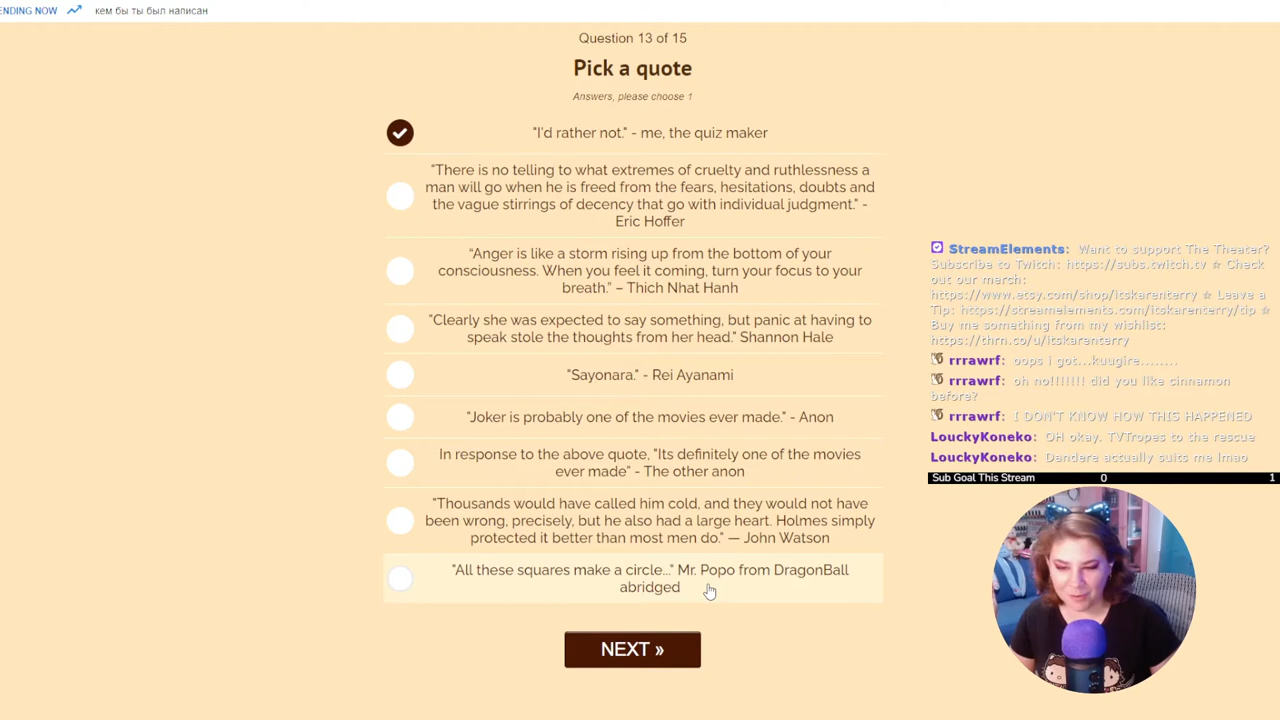 ENDING NOW
кем бы ты был написан
Question 13 of 15
Pick a quote
Answers, please choose 1
"I'd rather not." - me, the quiz maker
"There is no telling to what extremes of cruelty and ruthlessness a
man will go when he is freed from the fears, hesitations, doubts and
the vague stirrings of decency that go with individual judgment." -
Eric Hoffer
“Anger is like a storm rising up from the bottom of your
consciousness. When you feel it coming, turn your focus to your
breath.” – Thich Nhat Hanh
"Clearly she was expected to say something, but panic at having to
speak stole the thoughts from her head." Shannon Hale
"Sayonara." - Rei Ayanami
"Joker is probably one of the movies ever made." - Anon
In response to the above quote, "Its definitely one of the movies
ever made" - The other anon
"Thousands would have called him cold, and they would not have
been wrong, precisely, but he also had a large heart. Holmes simply
protected it better than most men do." — John Watson
"All these squares make a circle..." Mr. Popo from DragonBall
abridged
NEXT »
StreamElements: Want to support The Theater?
Subscribe to Twitch: https://subs.twitch.tv ☆ Check
out our merch:
https://www.etsy.com/shop/itskarenterry ☆ Leave a
Tip: https://streamelements.com/itskarenterry/tip ☆
Buy me something from my wishlist:
https://thrn.co/u/itskarenterry
rrrawrf: oops i got...kuugire........
rrrawrf: oh no!!!!!!! did you like cinnamon
before?
rrrawrf: I DON'T KNOW HOW THIS HAPPENED
LouckyKoneko: OH okay. TVTropes to the rescue
LouckyKoneko: Dandere actually suits me lmao
Sub Goal This Stream 0 1